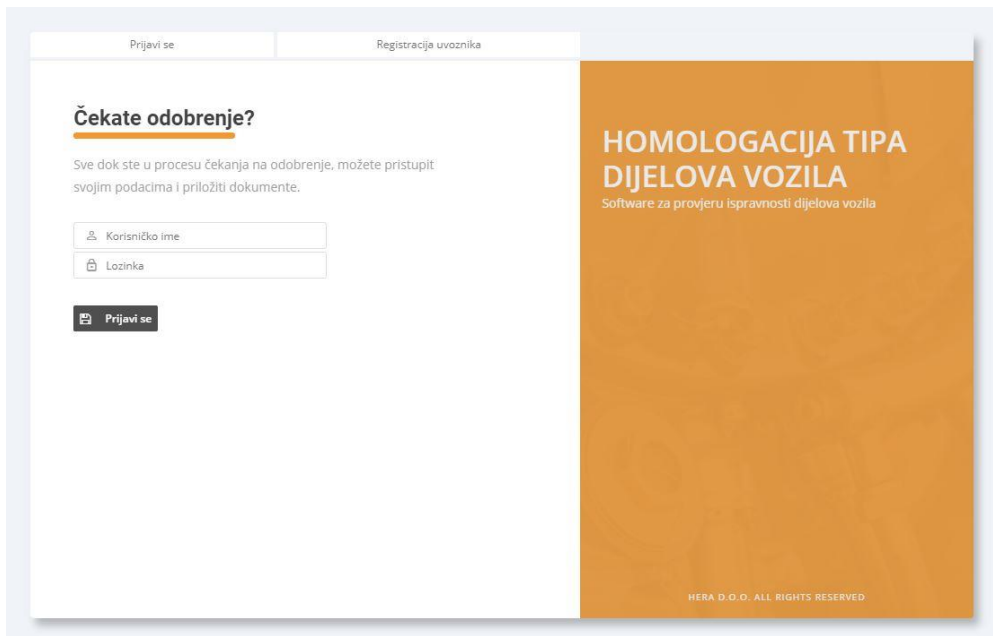 Prijavi se
Registracija uvoznika
Čekate odobrenje?
Sve dok ste u procesu čekanja na odobrenje, možete pristupit
svojim podacima i priložiti dokumente.
Korisničko ime
Lozinka
Prijavi se
HOMOLOGACIJA TIPA
DIJELOVA VOZILA
Software za provjeru ispravnosti dijelova vozila
HERA D.O.O. ALL RIGHTS RESERVED